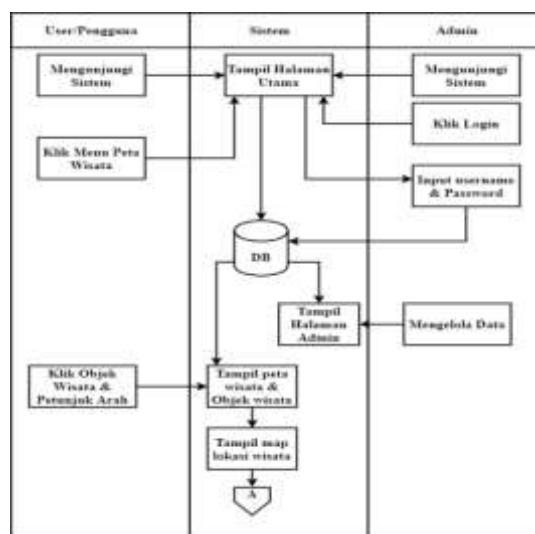 User/Pengguna
Sistem
Admin
Mengunjungi
Sistem
Tampil Halaman
Utama
Mengunjungi
Sistem
Klik Login
Klik Menu Peta
Wisata
Input username
& Password
DB
Tampil
Halaman
Admin
Mengelola Data
Klik Objek
Wisata &
Petunjuk Arah
Tampil peta
wisata &
Objek wisata
Tampil map
lokasi wisata
A